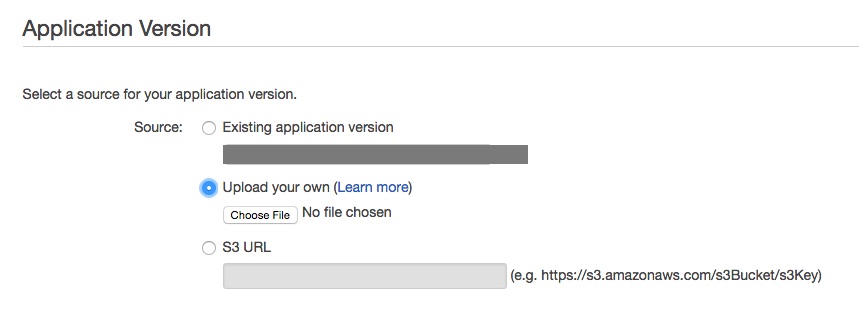 Application Version
Select a source for your application version.
Source: Existing application version
Upload your own (Learn more)
Choose File No file chosen
S3 URL
(e.g. https://s3.amazonaws.com/s3Bucket/s3Key)